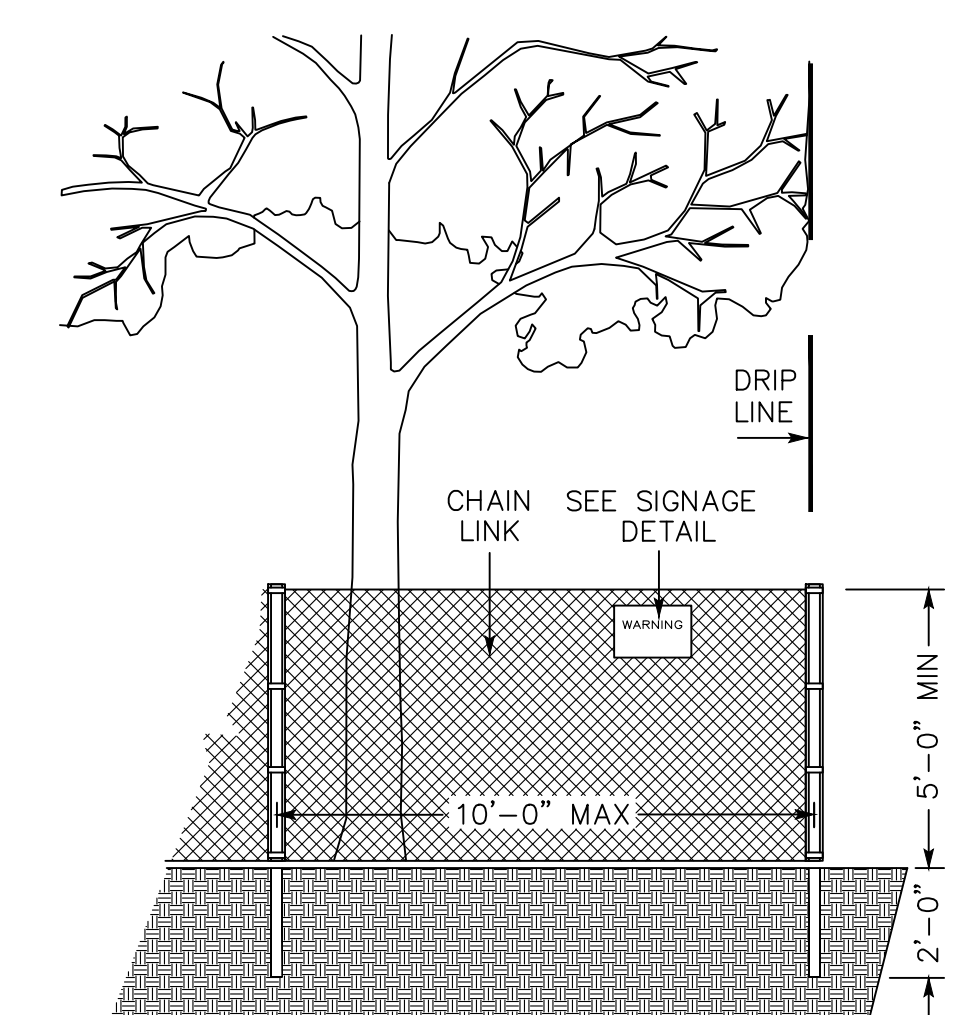 DRIP
LINE
CHAIN
LINK
SEE SIGNAGE
DETAIL
WARNING
10'-0" MAX
5'-0" MIN
2'-0"